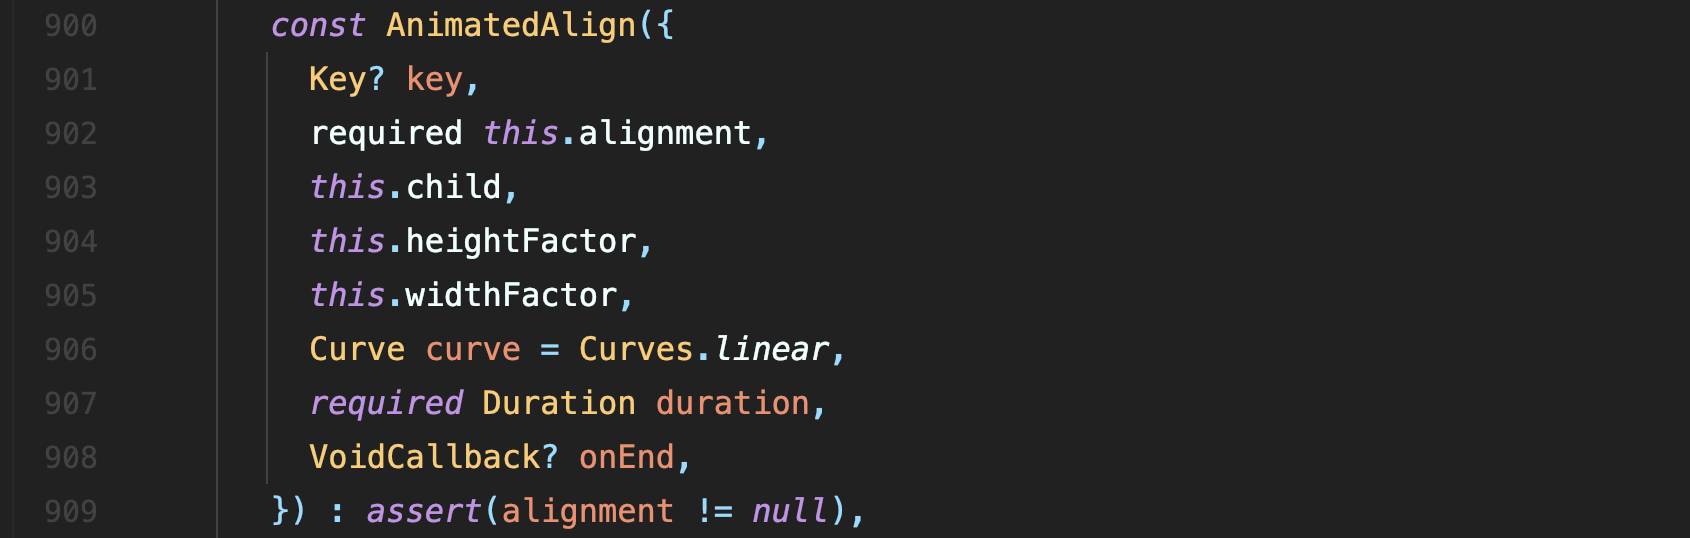 900 const AnimatedAlign({
901 Key? key,
902 required this.alignment,
903 this.child,
904 this.heightFactor,
905 this.widthFactor,
906 Curve curve = Curves.linear,
907 required Duration duration,
908 VoidCallback? onEnd,
909 }) : assert(alignment != null),